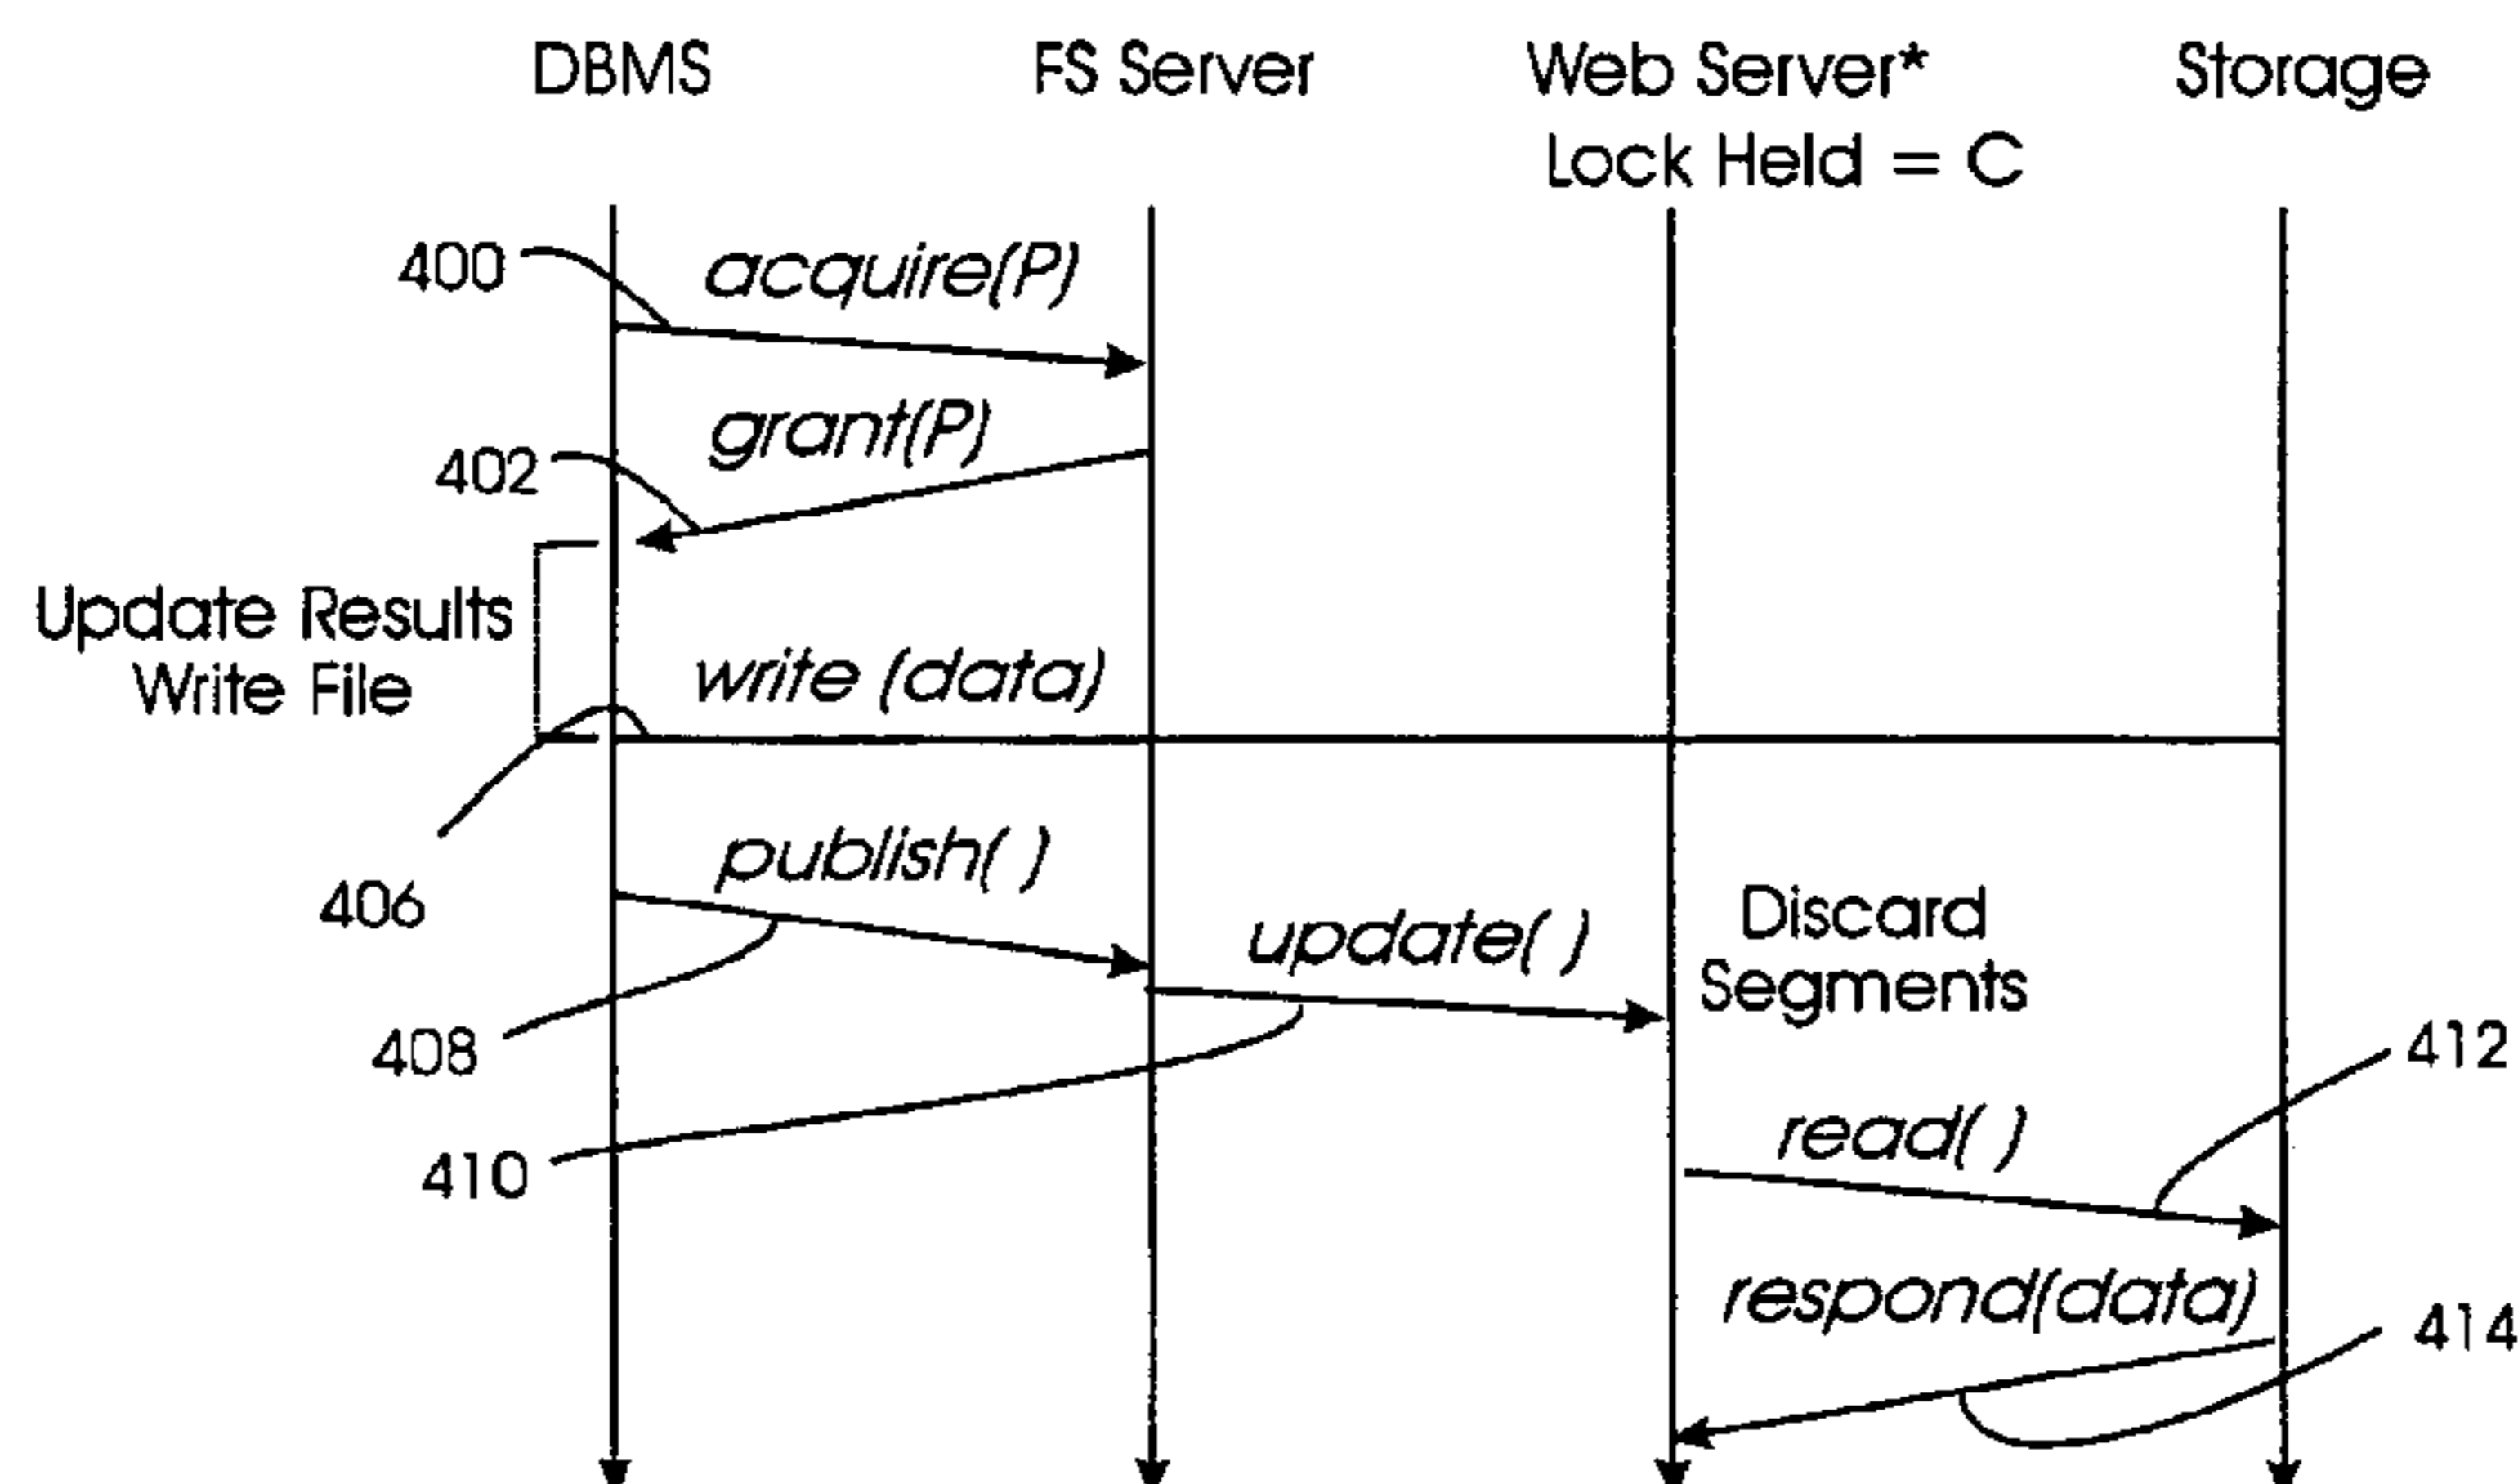 DBMS
FS Server
Web Server*
Storage
Lock Held = C
400
acquire(P)
grant(P)
402
Update Results
Write File
write (data)
406
publish( )
update( )
Discard
Segments
408
412
410
read( )
respond(data)
414